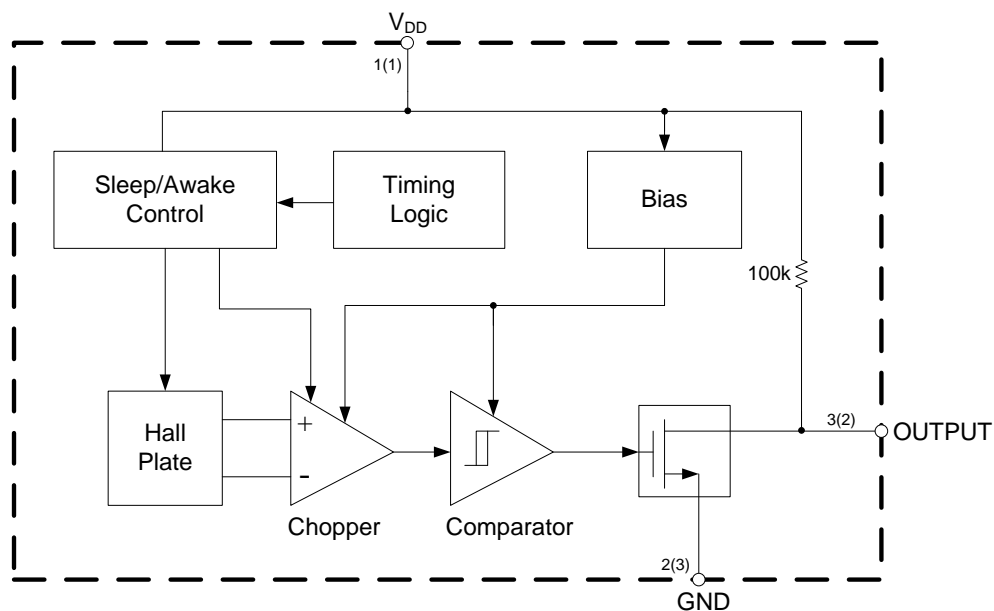 VDD
1(1)
Sleep/Awake
Control
Timing
Logic
Bias
100k
Hall
Plate
+
-
Chopper
Comparator
3(2)
OUTPUT
2(3)
GND